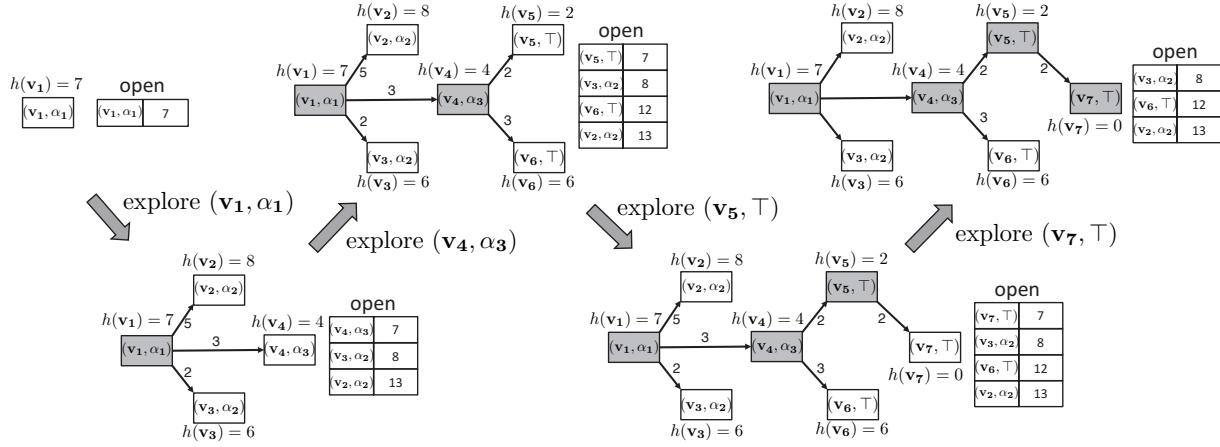 h(v₁) = 7
(v₁, α₁)
open
(v₁, α₁) 7
explore (v₁, α₁)
h(v₂) = 8
(v₂, α₂)
h(v₁) = 7
5
h(v₄) = 4
(v₁, α₁)
3
(v₄, α₃)
2
(v₃, α₂)
h(v₃) = 6
open
(v₄, α₃) 7
(v₃, α₂) 8
(v₂, α₂) 13
explore (v₄, α₃)
h(v₂) = 8
(v₂, α₂)
h(v₅) = 2
(v₅, ⊤)
h(v₁) = 7
5
h(v₄) = 4
2
(v₁, α₁)
3
(v₄, α₃)
2
3
(v₃, α₂)
h(v₃) = 6
(v₆, ⊤)
h(v₆) = 6
open
(v₅, ⊤) 7
(v₃, α₂) 8
(v₆, ⊤) 12
(v₂, α₂) 13
explore (v₅, ⊤)
h(v₂) = 8
(v₂, α₂)
h(v₅) = 2
(v₅, ⊤)
h(v₁) = 7
5
h(v₄) = 4
2
2
(v₁, α₁)
3
(v₄, α₃)
(v₇, ⊤)
h(v₇) = 0
2
3
(v₃, α₂)
h(v₃) = 6
(v₆, ⊤)
h(v₆) = 6
open
(v₇, ⊤) 7
(v₃, α₂) 8
(v₆, ⊤) 12
(v₂, α₂) 13
explore (v₇, ⊤)
h(v₂) = 8
(v₂, α₂)
h(v₅) = 2
(v₅, ⊤)
h(v₁) = 7
h(v₄) = 4
2
2
(v₁, α₁)
(v₄, α₃)
(v₇, ⊤)
h(v₇) = 0
3
(v₃, α₂)
h(v₃) = 6
(v₆, ⊤)
h(v₆) = 6
open
(v₃, α₂) 8
(v₆, ⊤) 12
(v₂, α₂) 13